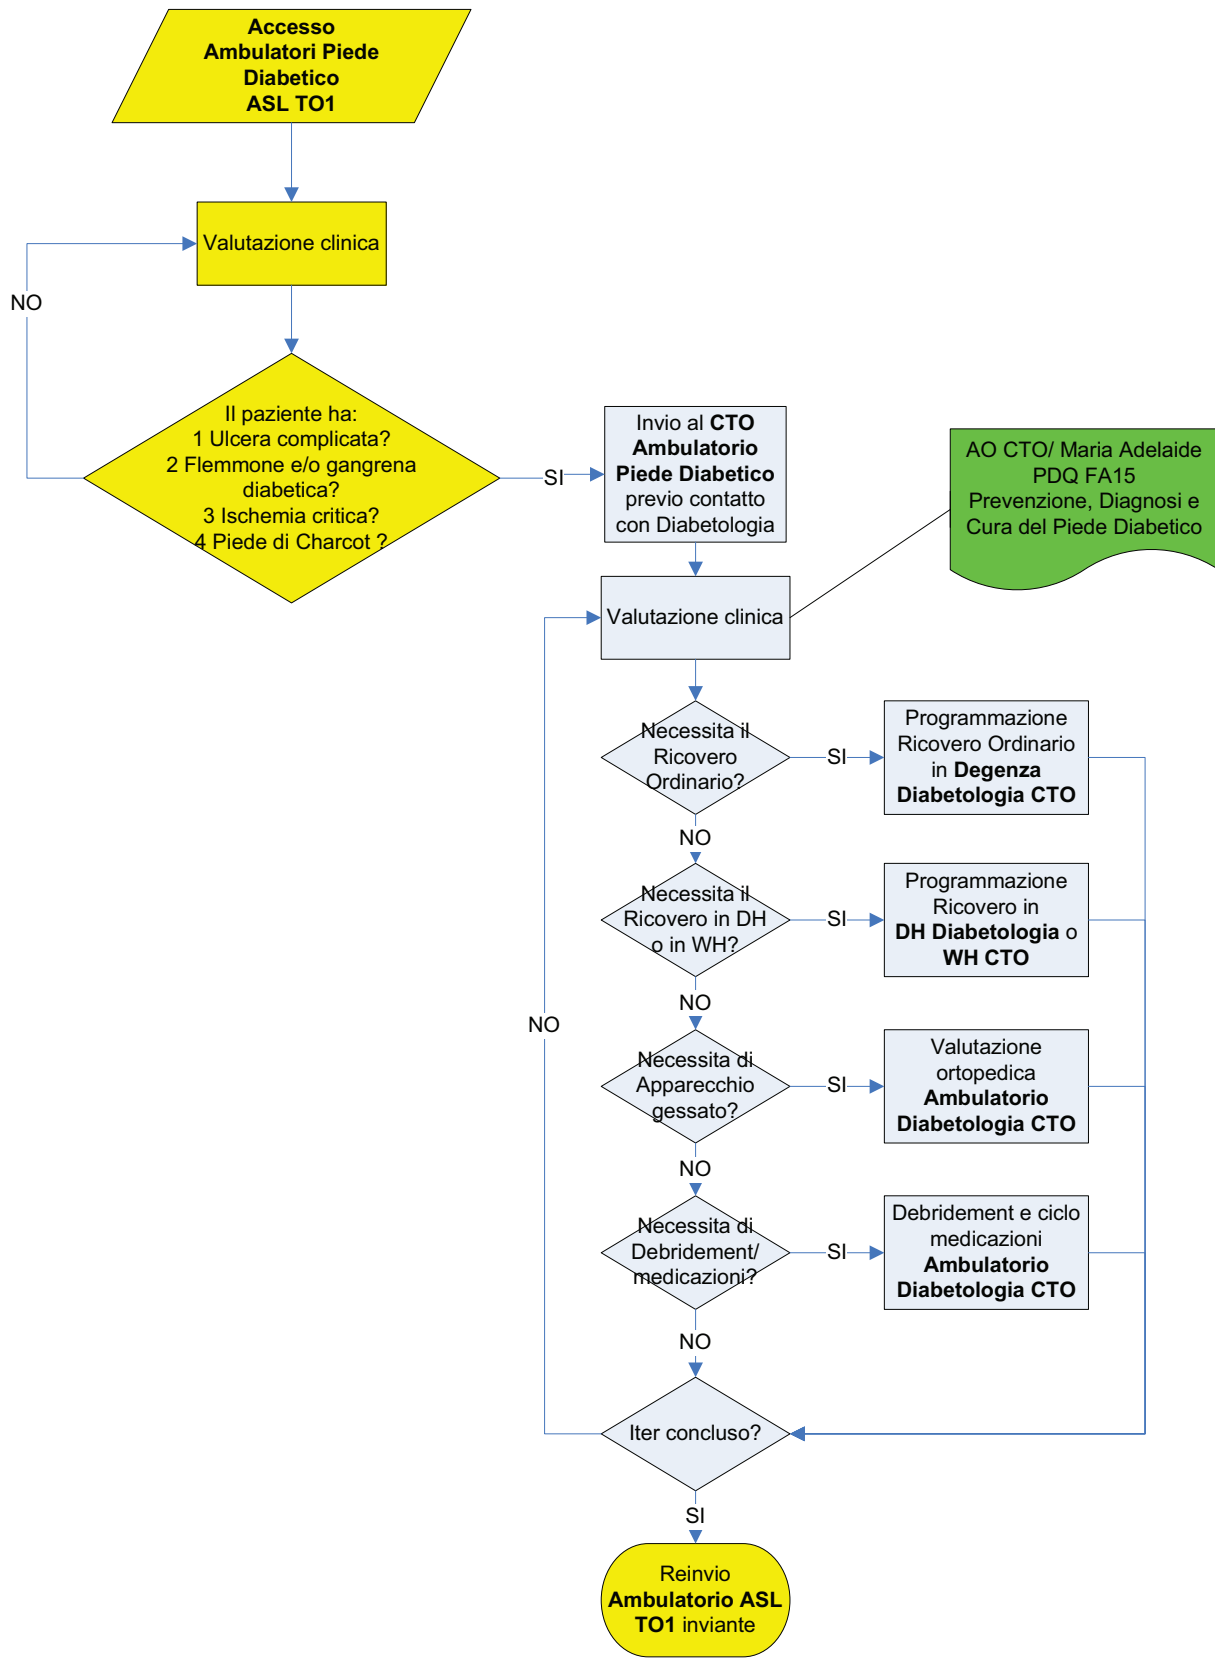 Accesso
Ambulatori Piede
Diabetico
ASL TO1
Valutazione clinica
NO
Il paziente ha:
1 Ulcera complicata?
2 Flemmone e/o gangrena
diabetica?
3 Ischemia critica?
4 Piede di Charcot ?
SI
Invio al CTO
Ambulatorio
Piede Diabetico
previo contatto
con Diabetologia
AO CTO/ Maria Adelaide
PDQ FA15
Prevenzione, Diagnosi e
Cura del Piede Diabetico
Valutazione clinica
Necessita il
Ricovero
Ordinario?
SI
Programmazione
Ricovero Ordinario
in Degenza
Diabetologia CTO
NO
Necessita il
Ricovero in DH
o in WH?
SI
Programmazione
Ricovero in
DH Diabetologia o
WH CTO
NO
NO
Necessita di
Apparecchio
gessato?
SI
Valutazione
ortopedica
Ambulatorio
Diabetologia CTO
NO
Necessita di
Debridement/
medicazioni?
SI
Debridement e ciclo
medicazioni
Ambulatorio
Diabetologia CTO
NO
Iter concluso?
SI
Reinvio
Ambulatorio ASL
TO1 inviante